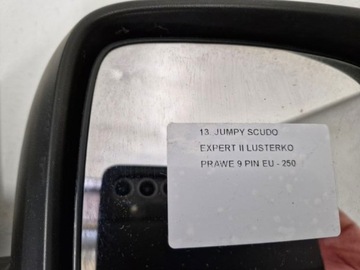 13. JUMPY SCUDO
EXPERT II LUSTERKO
PRAWE 9 PIN EU - 250